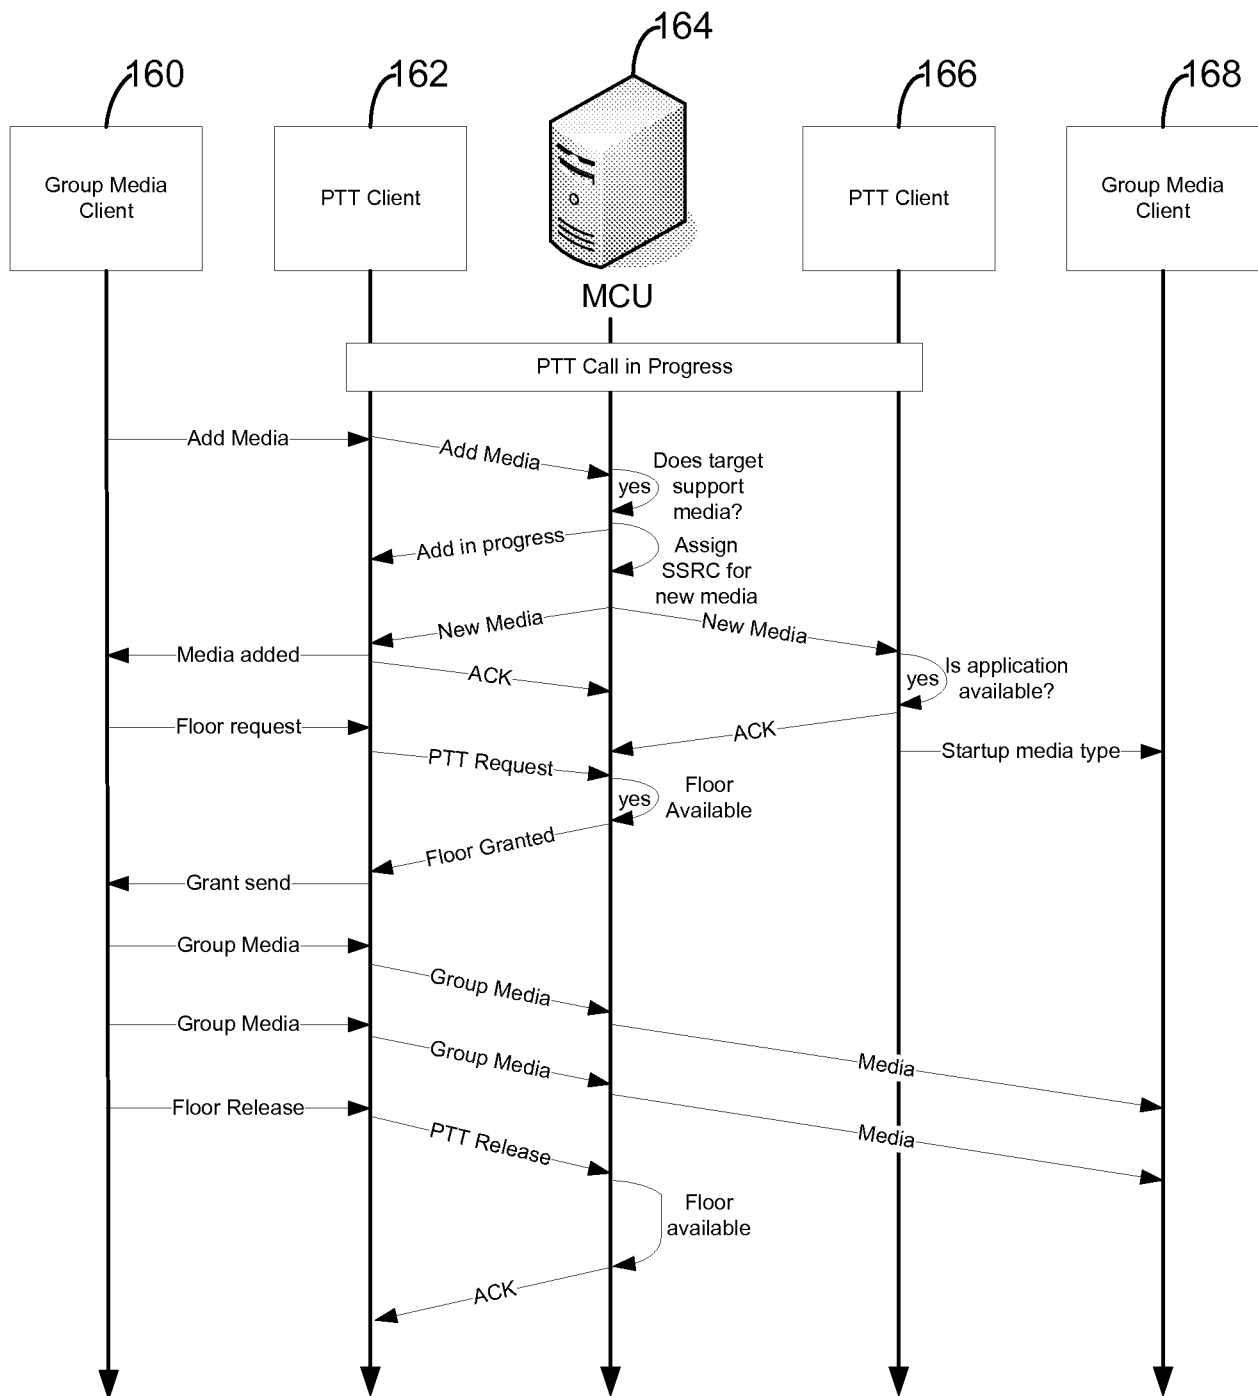 164
160
162
166
168
Group Media
Client
PTT Client
PTT Client
Group Media
Client
MCU
PTT Call in Progress
Add Media
Add Media
Does target
support
media?
yes
Add in progress
Assign
SSRC for
new media
New Media
New Media
Media added
ACK
Is application
available?
yes
Floor request
ACK
Startup media type
PTT Request
Floor
Available
yes
Floor Granted
Grant send
Group Media
Group Media
Group Media
Group Media
Media
Floor Release
PTT Release
Media
Floor
available
ACK